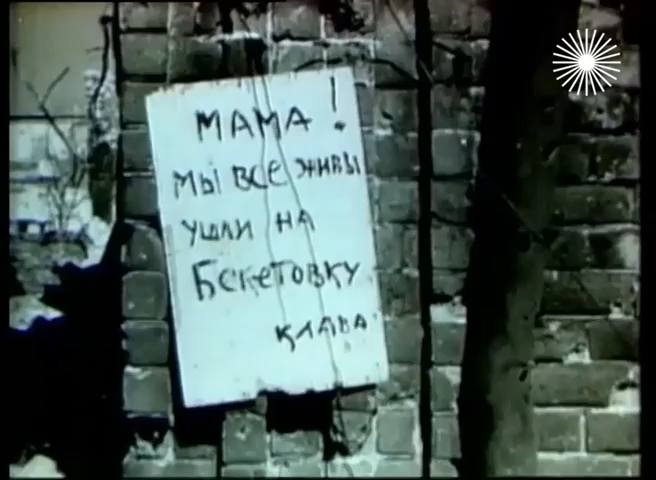 МАМА!
МЫ ВСЕ ЖИВЫ
УШЛИ НА
БЕКЕТОВКУ
КЛАВА